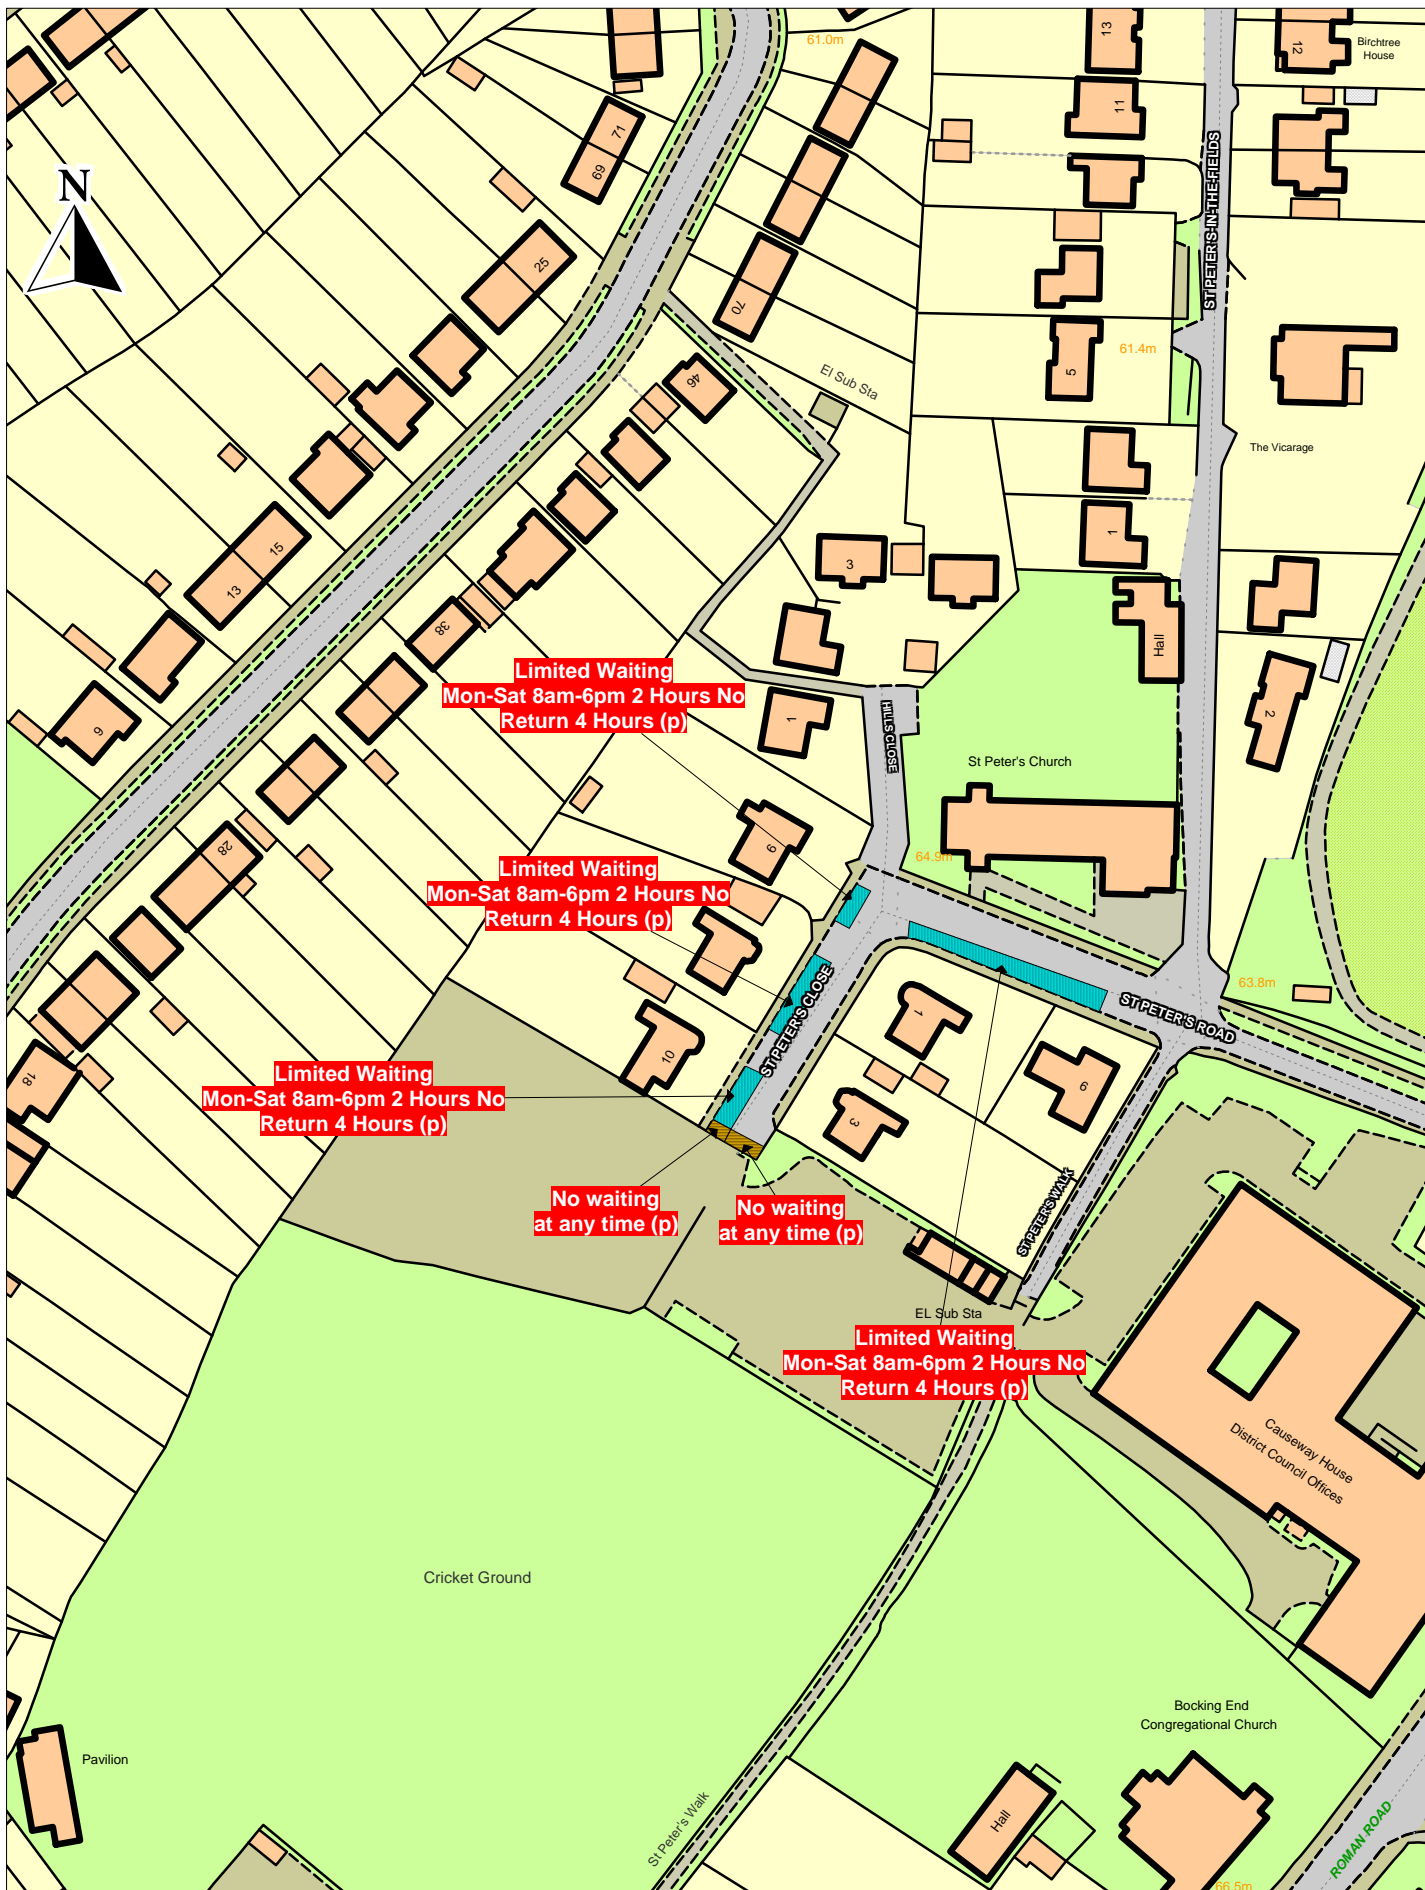 61.0m
13
12
Birchtree
House
11
71
69
N
ST PETER'S-IN-THE-FIELDS
25
70
61.4m
5
El Sub Sta
46
The Vicarage
15
13
3
1
38
Hall
Limited Waiting
Mon-Sat 8am-6pm 2 Hours No
Return 4 Hours (p)
1
HILLS CLOSE
2
9
St Peter's Church
28
9
64.9m
Limited Waiting
Mon-Sat 8am-6pm 2 Hours No
Return 4 Hours (p)
63.8m
ST PETER'S CLOSE
ST PETER'S ROAD
1
10
18
Limited Waiting
Mon-Sat 8am-6pm 2 Hours No
Return 4 Hours (p)
3
9
No waiting
at any time (p)
No waiting
at any time (p)
ST PETER'S WALK
EL Sub Sta
Limited Waiting
Mon-Sat 8am-6pm 2 Hours No
Return 4 Hours (p)
Causeway House
District Council Offices
Cricket Ground
Bocking End
Congregational Church
Pavilion
St Peter's Walk
Hall
ROMAN ROAD
66.5m